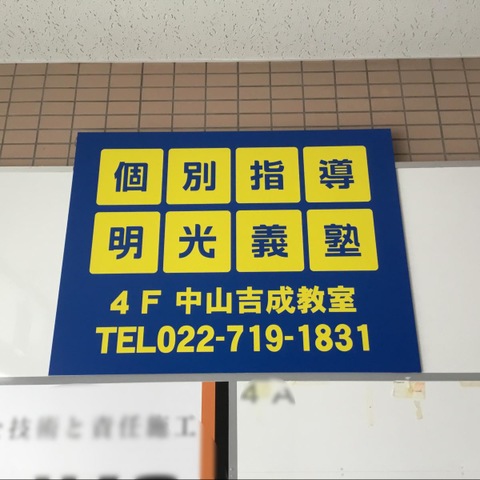 個別指導
明光義塾
4F 中山吉成教室
TEL022-719-1831
技術と責任施工
4A